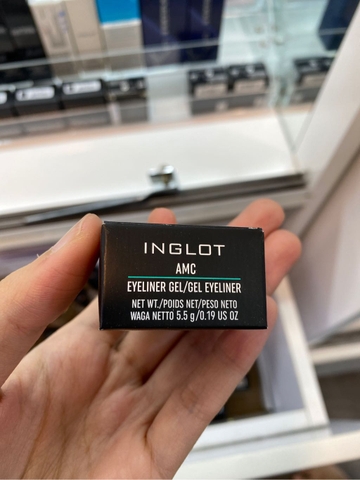 INGLOT
AMC
EYELINER GEL/GEL EYELINER
NET WT./POIDS NET/PESO NETO
WAGA NETTO 5.5 g/0.19 US OZ